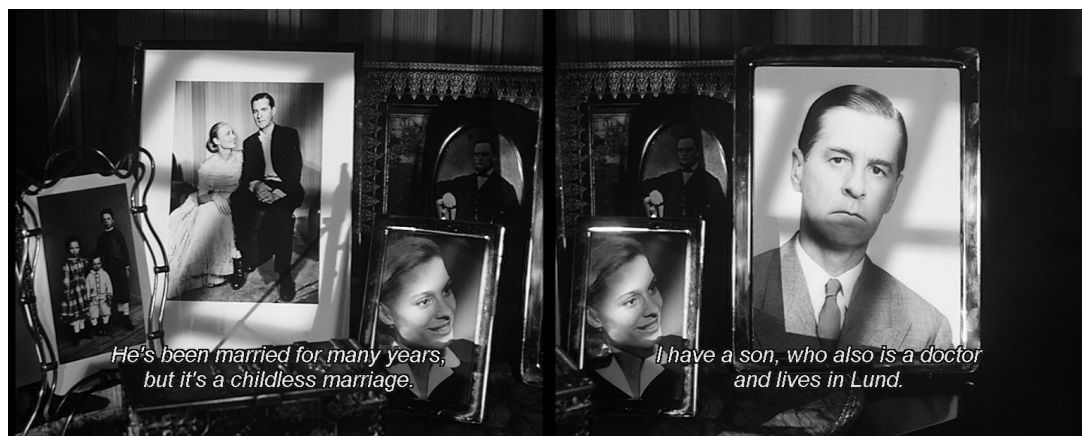 He's been married for many years,
but it's a childless marriage.
I have a son, who also is a doctor
and lives in Lund.